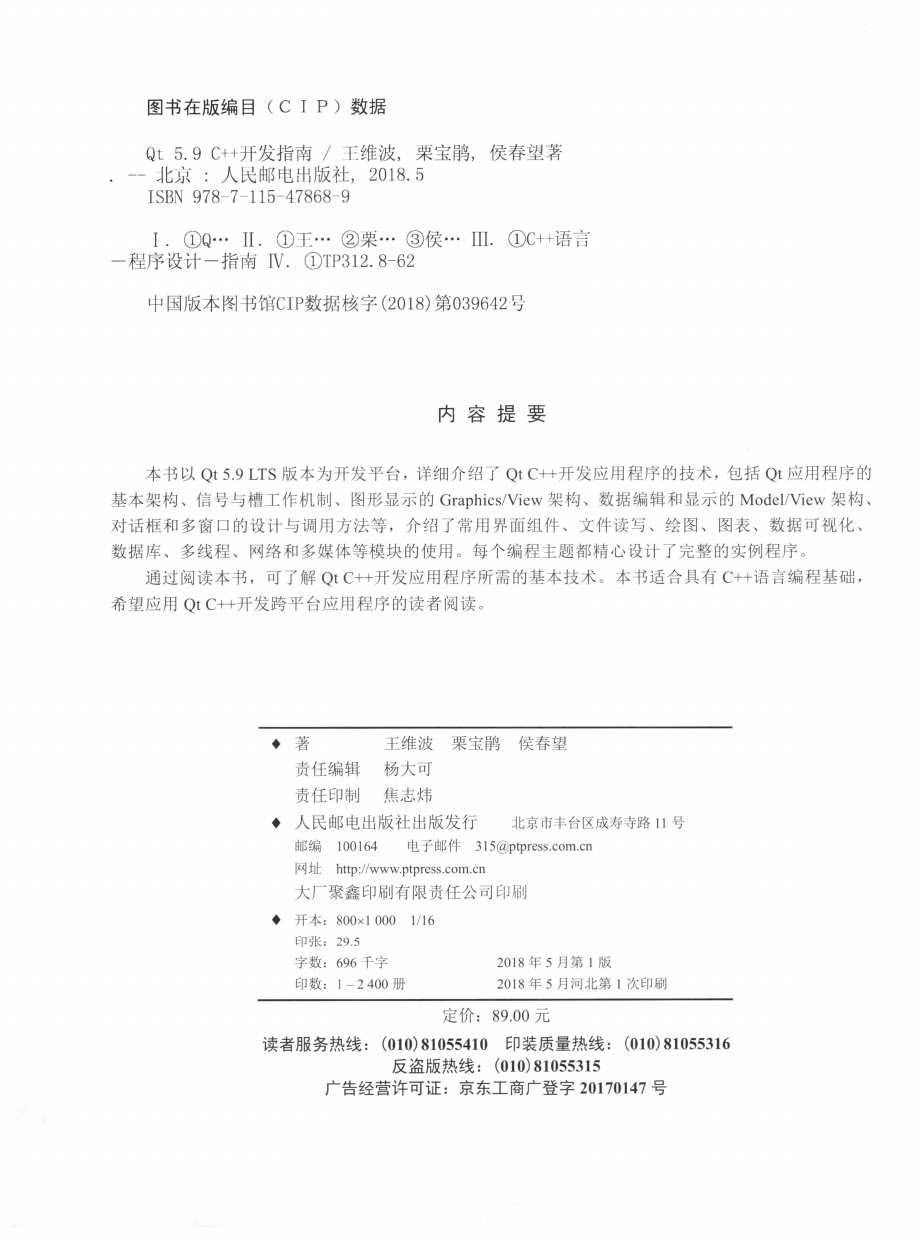 图书在版编目（CIP）数据
Qt 5.9 C++开发指南 / 王维波, 栗宝鹃, 侯春望著
. -- 北京 : 人民邮电出版社, 2018.5
ISBN 978-7-115-47868-9
Ⅰ. ①Q… Ⅱ. ①王… ②栗… ③侯… Ⅲ. ①C++语言
－程序设计－指南 Ⅳ. ①TP312.8-62
中国版本图书馆CIP数据核字(2018)第039642号
内 容 提 要
本书以 Qt 5.9 LTS 版本为开发平台，详细介绍了 Qt C++开发应用程序的技术，包括 Qt 应用程序的
基本架构、信号与槽工作机制、图形显示的 Graphics/View 架构、数据编辑和显示的 Model/View 架构、
对话框和多窗口的设计与调用方法等，介绍了常用界面组件、文件读写、绘图、图表、数据可视化、
数据库、多线程、网络和多媒体等模块的使用。每个编程主题都精心设计了完整的实例程序。
通过阅读本书，可了解 Qt C++开发应用程序所需的基本技术。本书适合具有 C++语言编程基础，
希望应用 Qt C++开发跨平台应用程序的读者阅读。
◆ 著 王维波 栗宝鹃 侯春望
责任编辑 杨大可
责任印制 焦志炜
◆ 人民邮电出版社出版发行 北京市丰台区成寿寺路 11 号
邮编 100164 电子邮件 315@ptpress.com.cn
网址 http://www.ptpress.com.cn
大厂聚鑫印刷有限责任公司印刷
◆ 开本：800×1 000 1/16
印张：29.5
字数：696 千字 2018 年 5 月第 1 版
印数：1－2 400 册 2018 年 5 月河北第 1 次印刷
定价：89.00 元
读者服务热线：(010)81055410 印装质量热线：(010)81055316
反盗版热线：(010)81055315
广告经营许可证：京东工商广登字 20170147 号